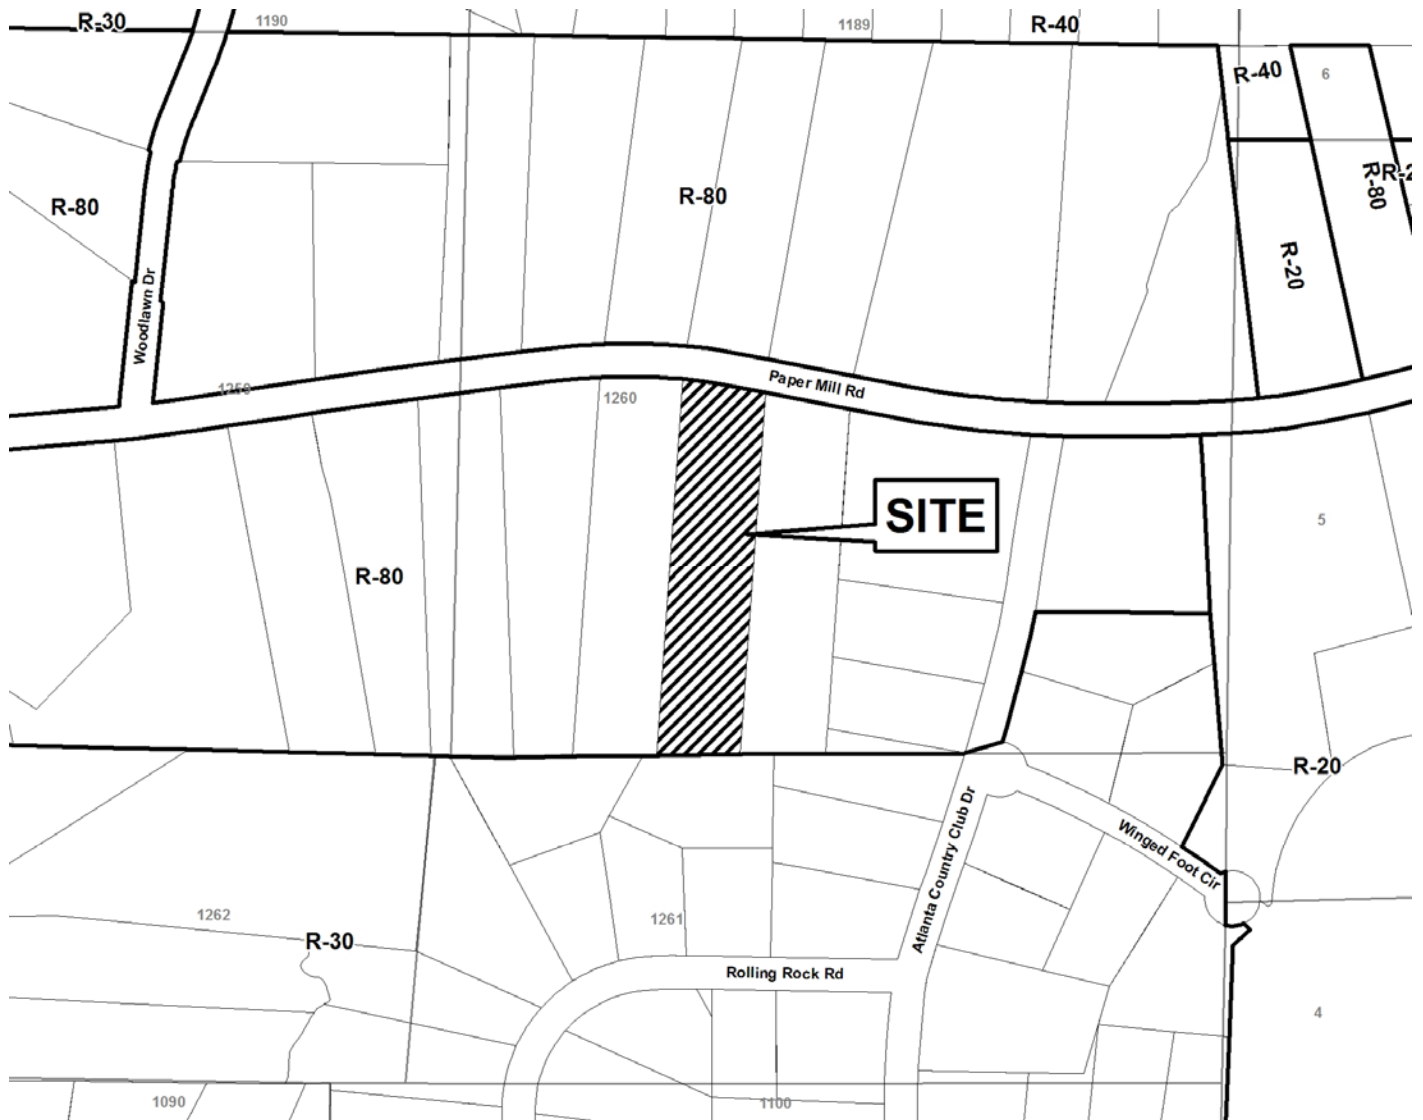 R-30
1190
1189
R-40
R-40
6
R-80
R-80
R-80
R-20
Woodlawn Dr
1259
1260
Paper Mill Rd
SITE
5
R-80
R-20
Winged Foot Cir
Atlanta Country Club Dr
1262
1261
R-30
Rolling Rock Rd
4
1090
1100